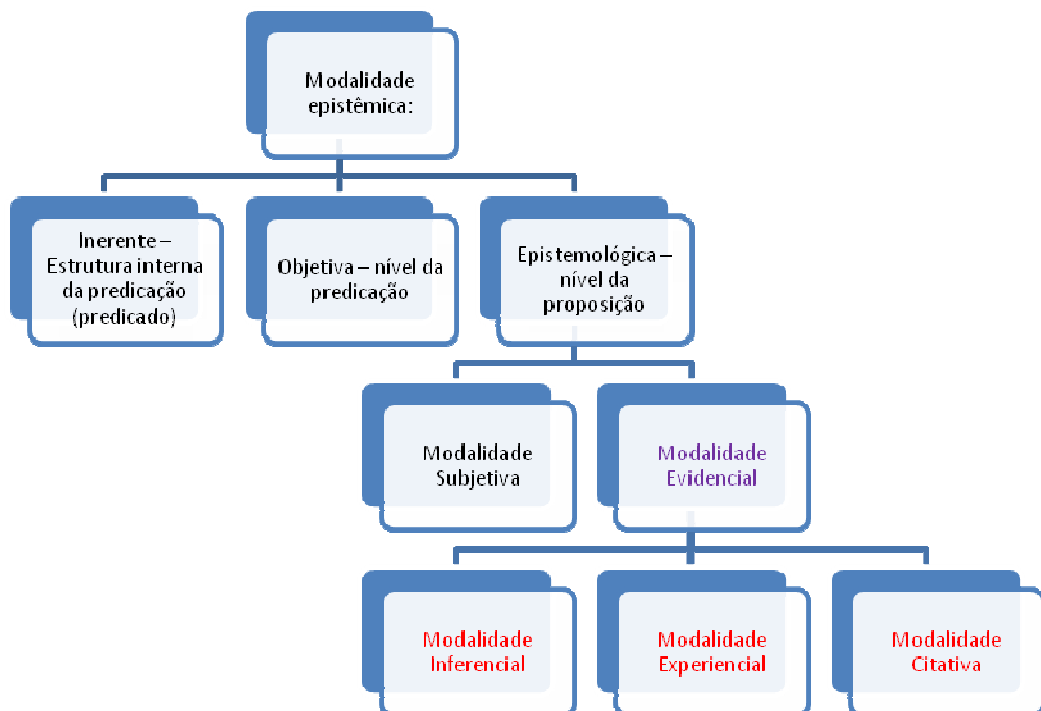 Modalidade
epistêmica:
Inerente –
Estrutura interna
da predicação
(predicado)
Objetiva – nível da
predicação
Epistemológica –
nível da
proposição
Modalidade
Subjetiva
Modalidade
Evidencial
Modalidade
Inferencial
Modalidade
Experiencial
Modalidade
Citativa